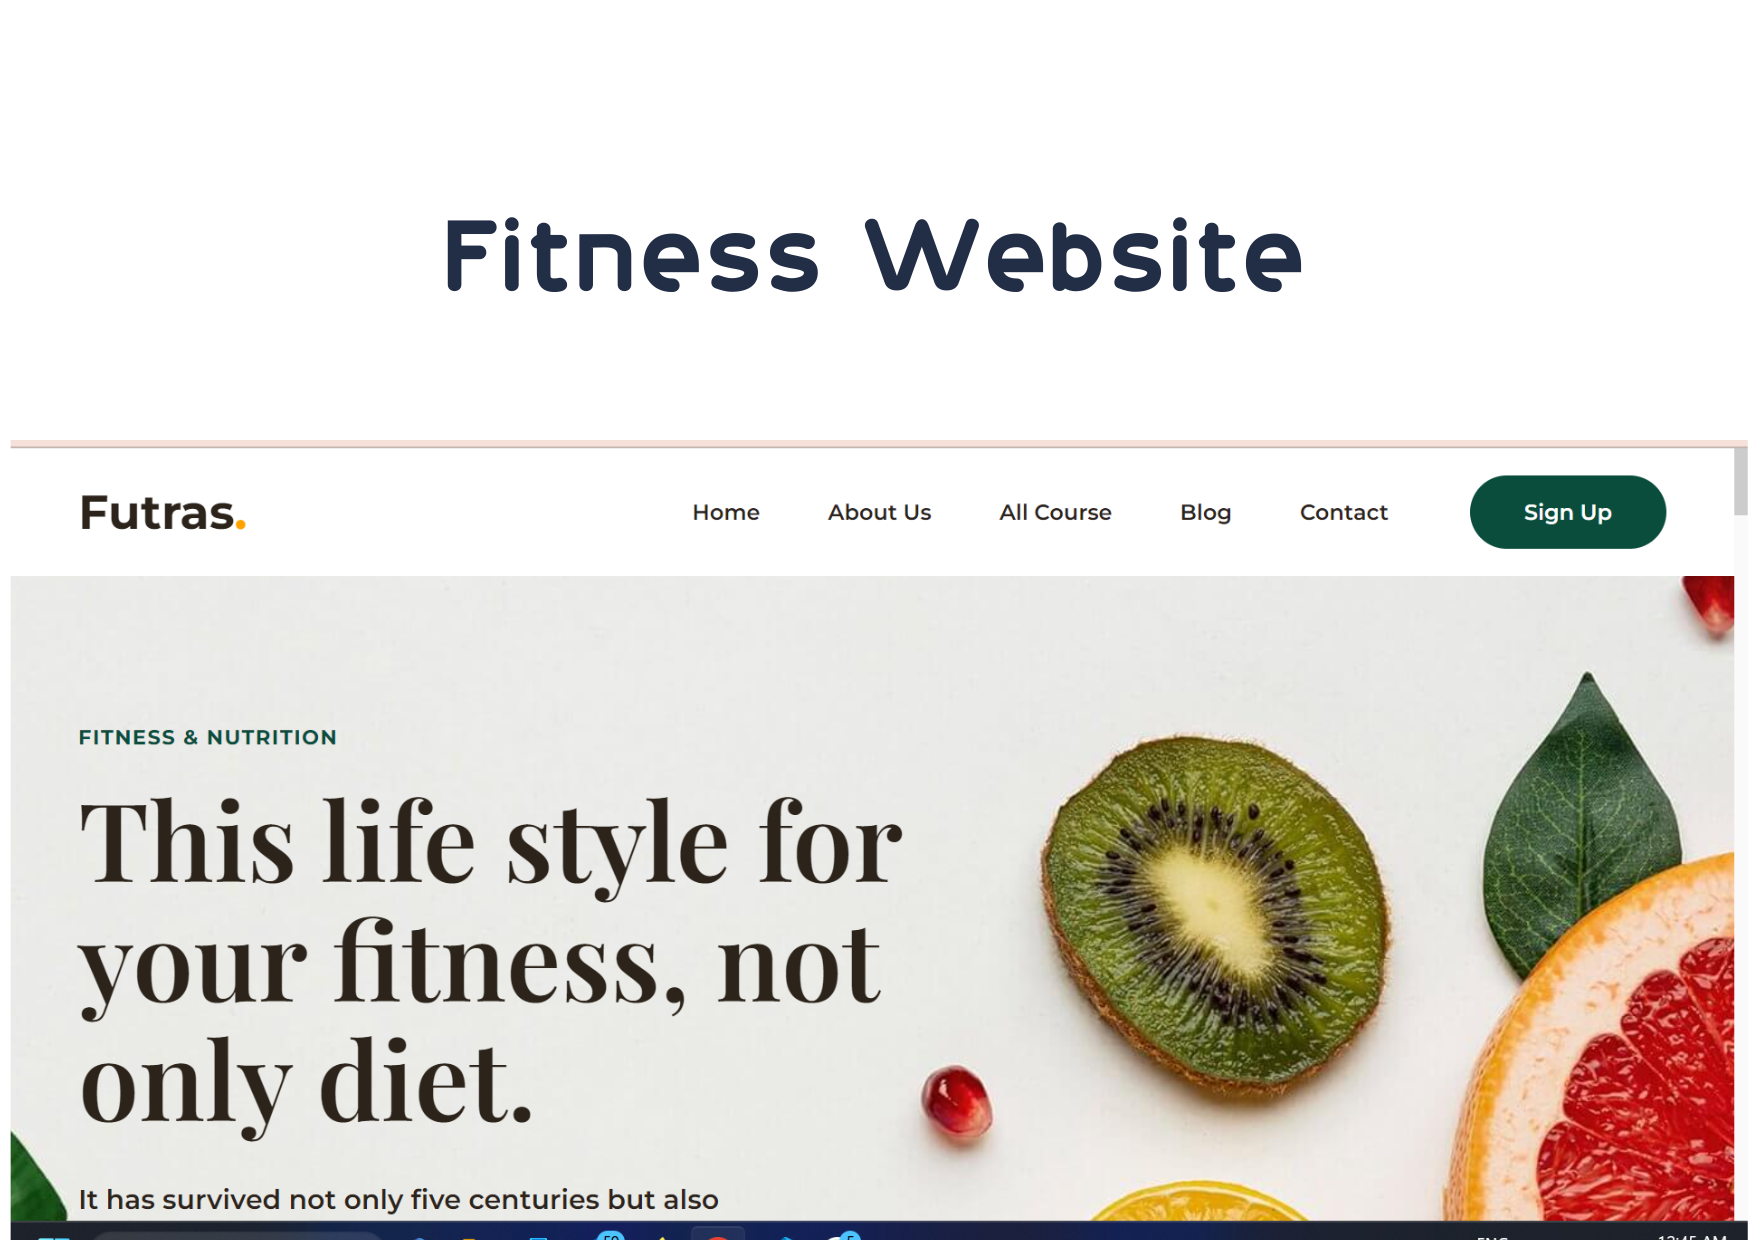 Fitness Website
Futras.
Home About Us All Course Blog Contact Sign Up
FITNESS & NUTRITION
This life style for
your fitness, not
only diet.
It has survived not only five centuries but also